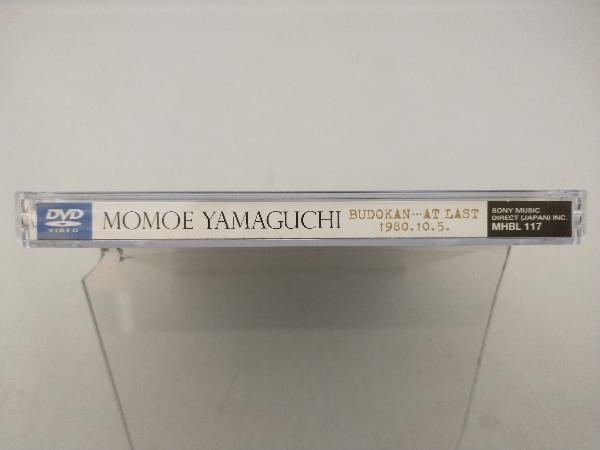 DVD
VIDEO
MOMOE YAMAGUCHI
BUDOKAN…AT LAST
1980.10.5.
SONY MUSIC
DIRECT (JAPAN) INC.
MHBL 117